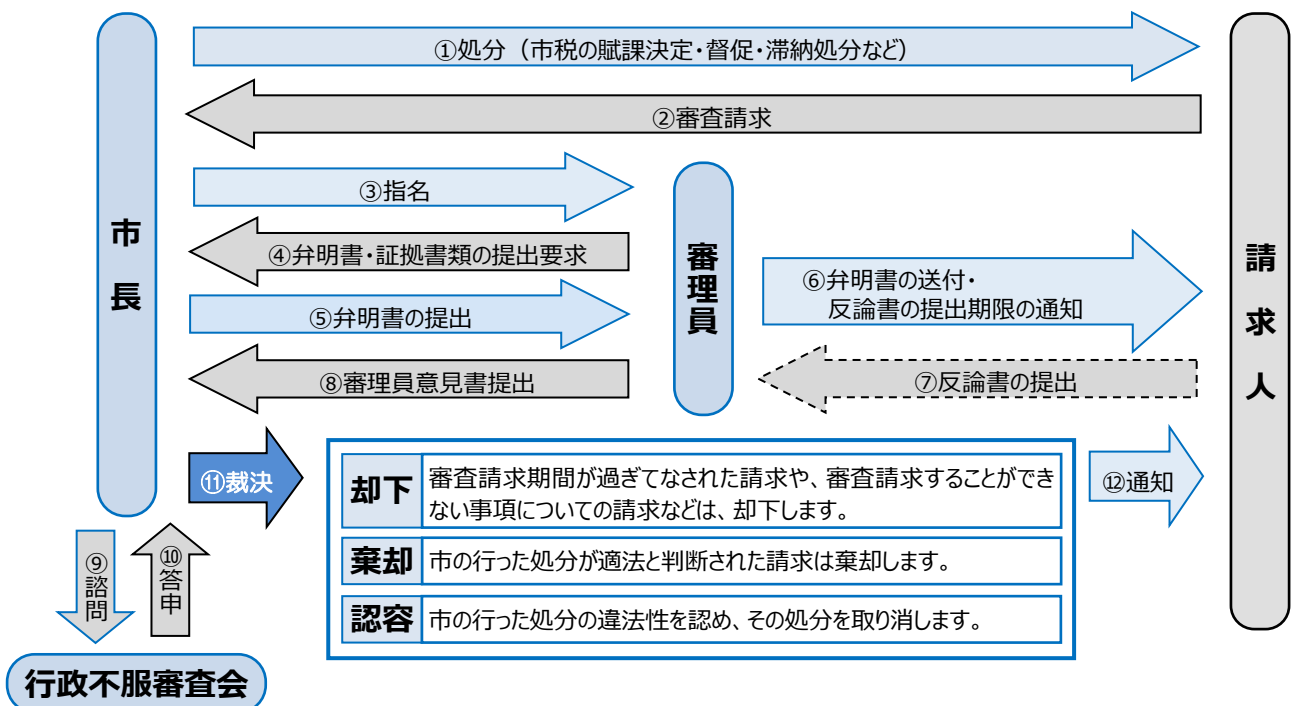 ①処分（市税の賦課決定・督促・滞納処分など）
②審査請求
市長
③指名
④弁明書・証拠書類の提出要求
⑤弁明書の提出
⑧審理員意見書提出
審理員
⑥弁明書の送付・
反論書の提出期限の通知
⑦反論書の提出
請求人
⑪裁決
却下
審査請求期間が過ぎてなされた請求や、審査請求することができ
ない事項についての請求などは、却下します。
棄却
市の行った処分が適法と判断された請求は棄却します。
認容
市の行った処分の違法性を認め、その処分を取り消します。
⑫通知
⑨諮問
⑩答申
行政不服審査会